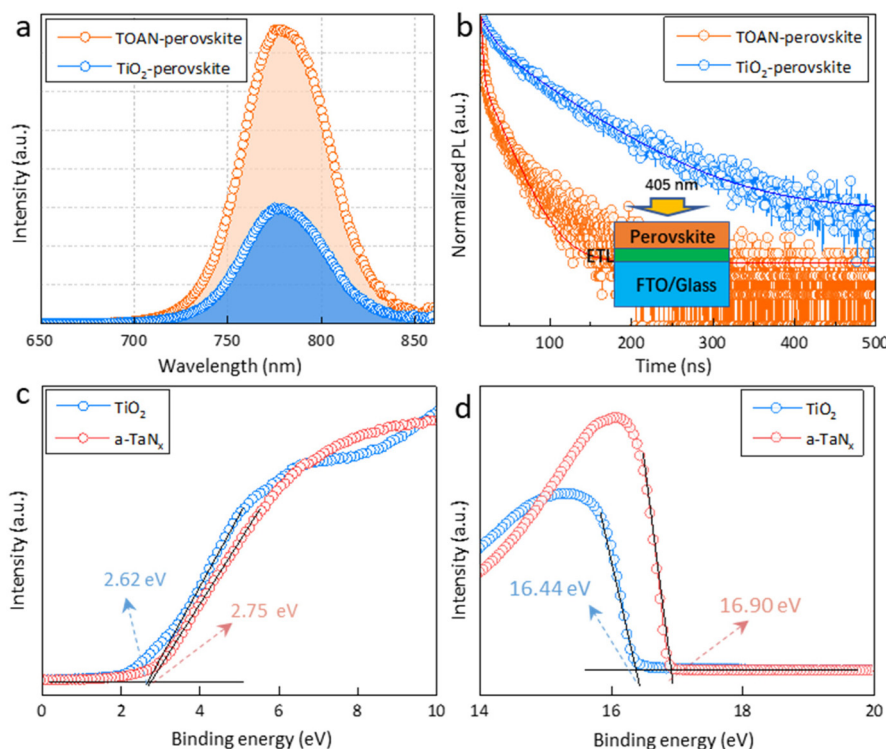 a
TOAN-perovskite
TiO₂-perovskite
Intensity (a.u.)
650 700 750 800 850
Wavelength (nm)
b
TOAN-perovskite
TiO₂-perovskite
Normalized PL (a.u.)
405 nm
Perovskite
ETL
FTO/Glass
100 200 300 400 500
Time (ns)
c
TiO₂
a-TaNₓ
Intensity (a.u.)
2.62 eV
2.75 eV
0 2 4 6 8 10
Binding energy (eV)
d
TiO₂
a-TaNₓ
Intensity (a.u.)
16.44 eV
16.90 eV
14 16 18 20
Binding energy (eV)